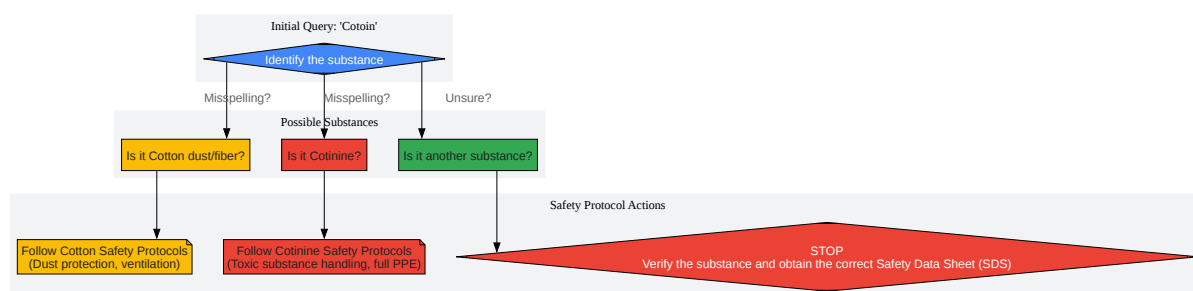 Initial Query: 'Cotoin'
Identify the substance
Misspelling?
Misspelling?
Unsure?
Possible Substances
Is it Cotton dust/fiber?
Is it Cotinine?
Is it another substance?
Safety Protocol Actions
Follow Cotton Safety Protocols
(Dust protection, ventilation)
Follow Cotinine Safety Protocols
(Toxic substance handling, full PPE)
STOP
Verify the substance and obtain the correct Safety Data Sheet (SDS)